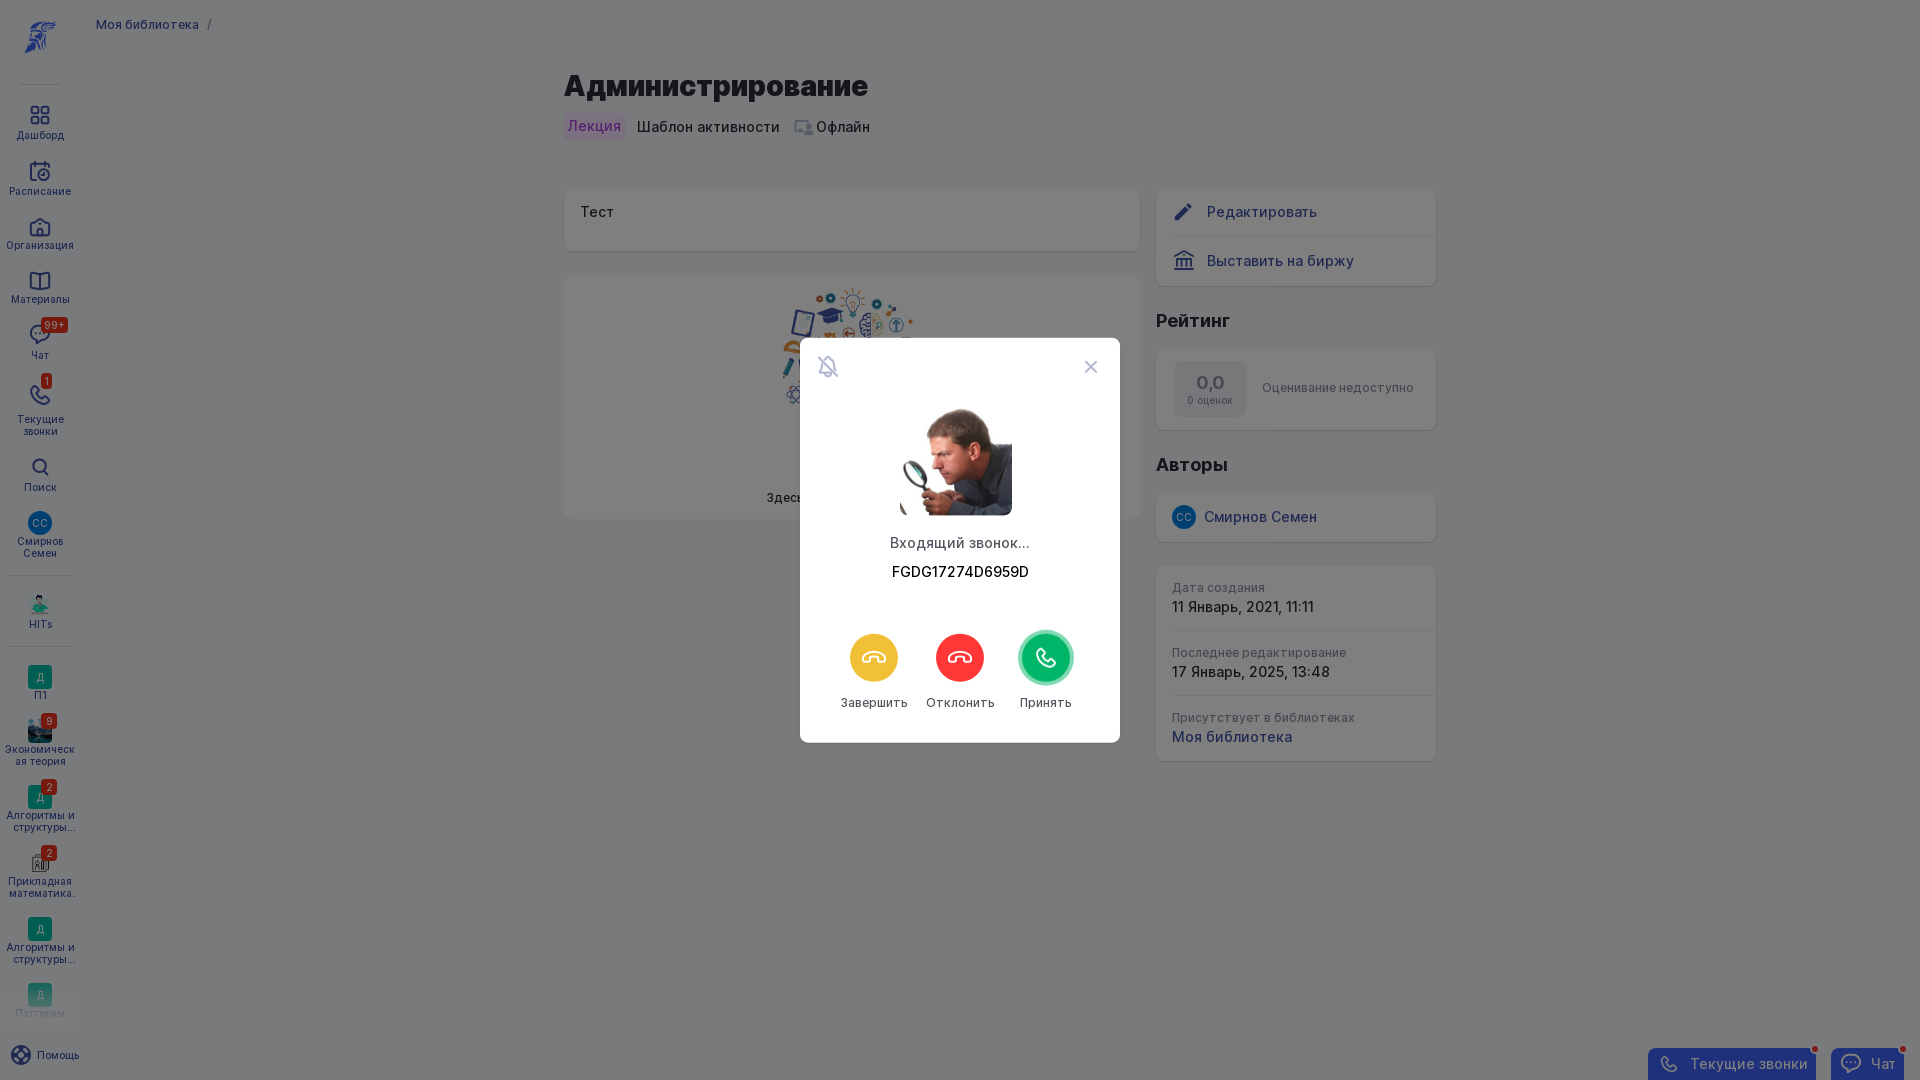 Моя библиотека /
Администрирование
Лекция Шаблон активности Офлайн
Дашборд
Расписание
Организация
Материалы
99+
Чат
1
Текущие
звонки
Поиск
СС
Смирнов
Семен
HITs
Д
П1
9
Экономическ
ая теория
2
Д
Алгоритмы и
структуры...
2
Прикладная
математика.
Д
Алгоритмы и
структуры...
Д
Паттерны
Помощь
Тест
Здесь
Редактировать
Выставить на биржу
Рейтинг
0,0
0 оценок
Оценивание недоступно
Авторы
СС Смирнов Семен
Дата создания
11 Январь, 2021, 11:11
Последнее редактирование
17 Январь, 2025, 13:48
Присутствует в библиотеках
Моя библиотека
Входящий звонок...
FGDG17274D6959D
Завершить Отклонить Принять
Текущие звонки Чат